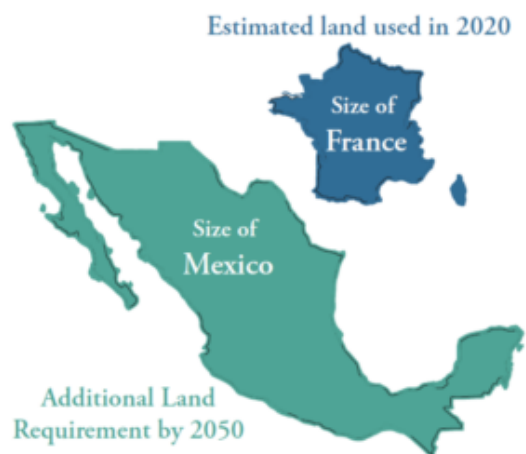 Estimated land used in 2020
Size of
France
Size of
Mexico
Additional Land
Requirement by 2050